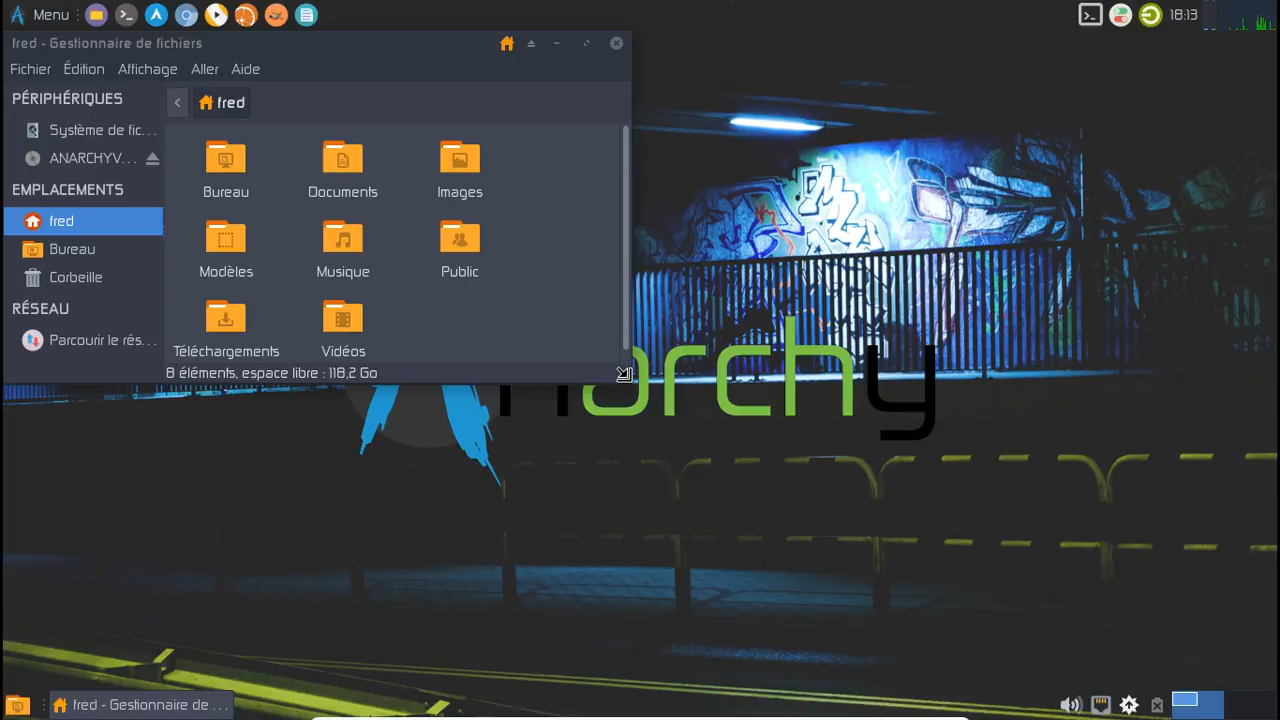 Menu
18:13
fred - Gestionnaire de fichiers
Fichier Édition Affichage Aller Aide
PÉRIPHÉRIQUES
Système de fic...
ANARCHYV...
EMPLACEMENTS
fred
Bureau
Corbeille
RÉSEAU
Parcourir le rés...
fred
Bureau Documents Images
Modèles Musique Public
Téléchargements Vidéos
8 éléments, espace libre : 118,2 Go
narchy
fred - Gestionnaire de ...